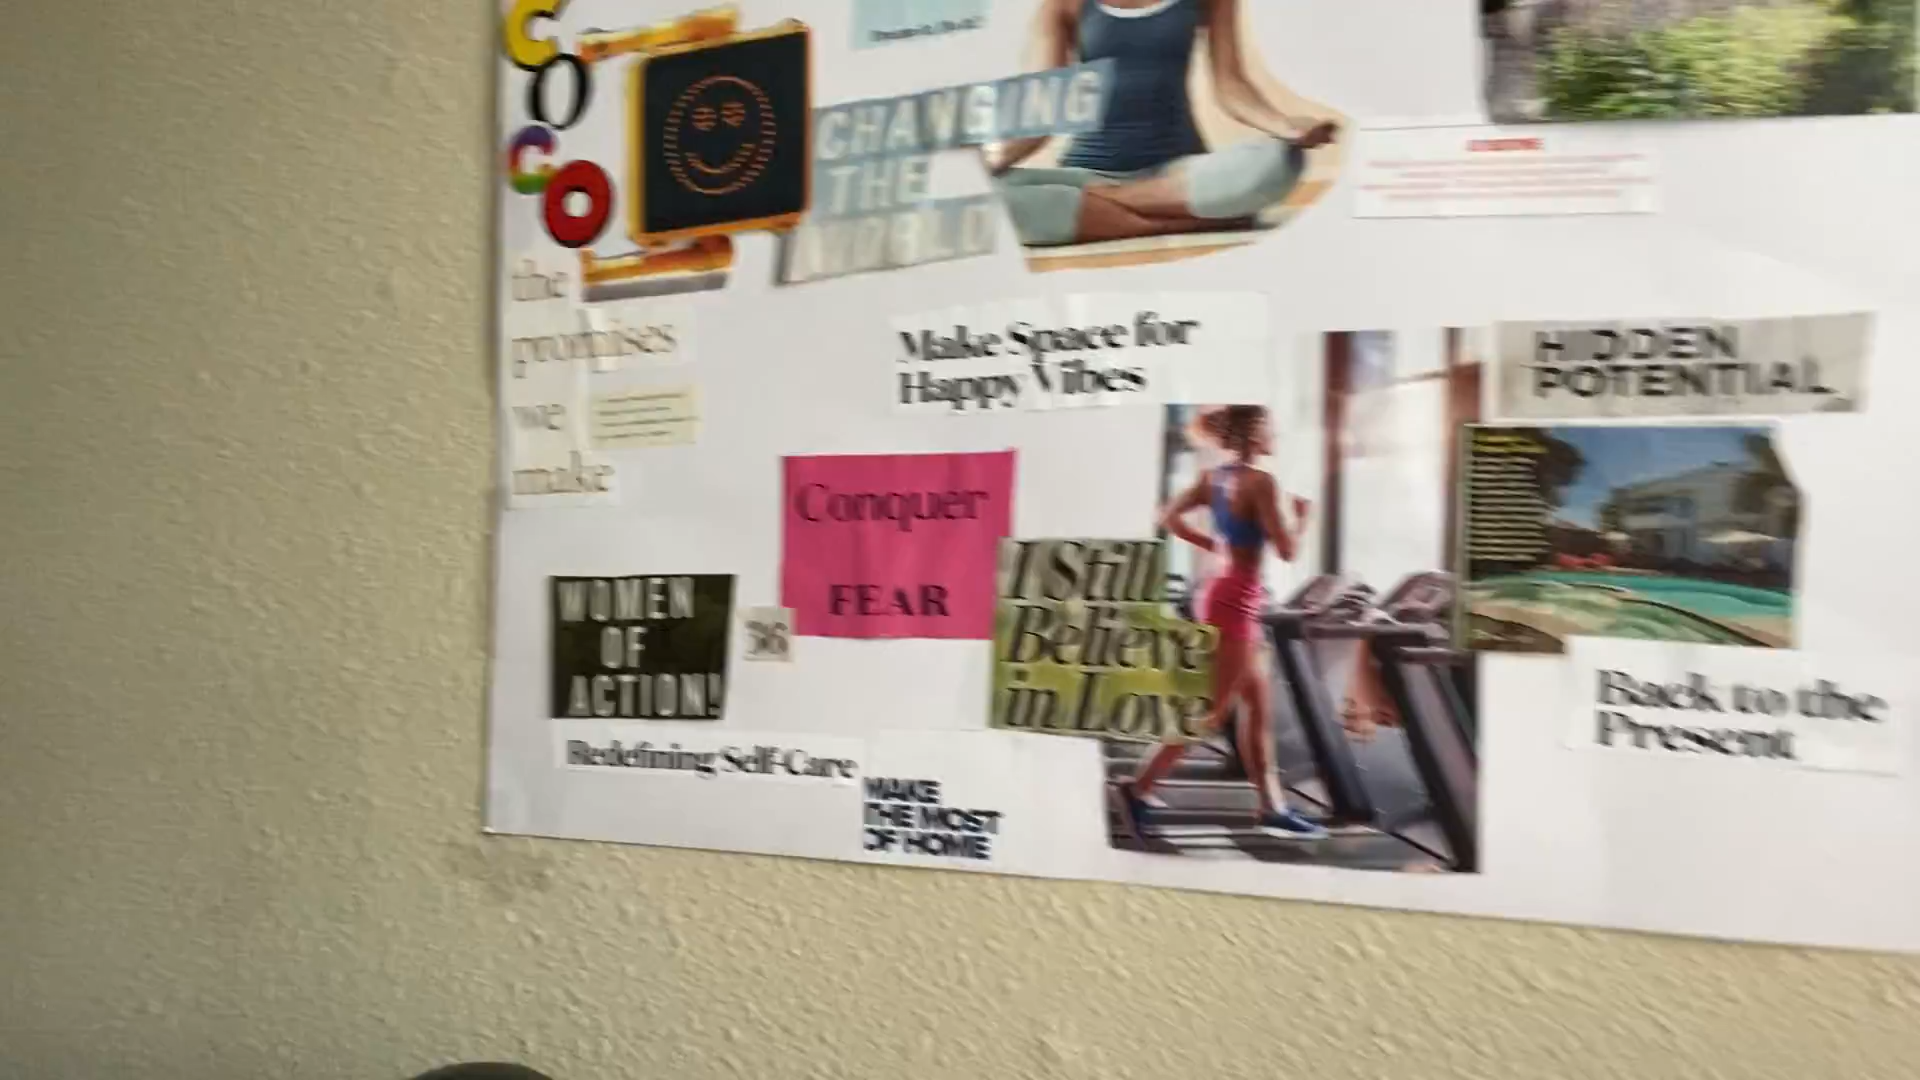 COCO
CHANGING
THE
WORLD
the
promises
we
make
Make Space for
Happy Vibes
HIDDEN
POTENTIAL
Conquer
FEAR
I Still
Believe
in Love
WOMEN
OF
ACTION!
36
Back to the
Present
Redefining Self-Care
MAKE
THE MOST
OF HOME